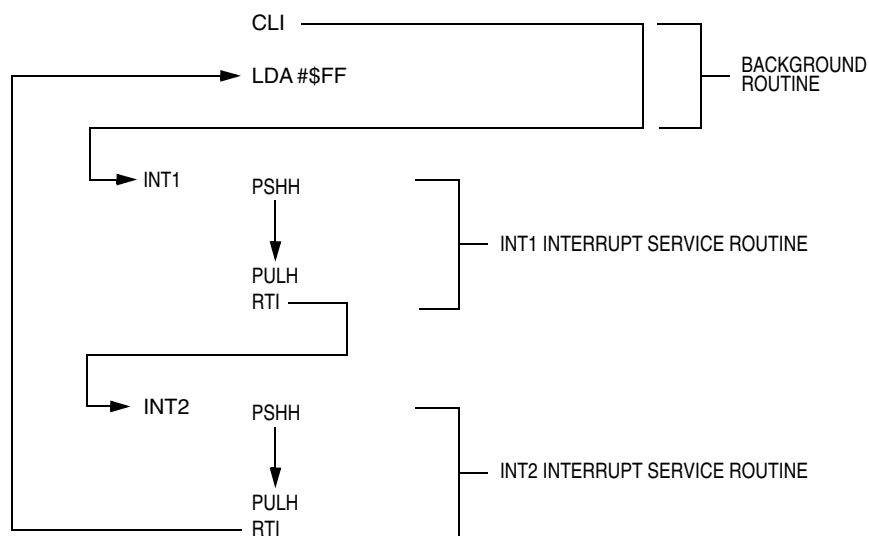 CLI
LDA #$FF
BACKGROUND
ROUTINE
INT1
PSHH
INT1 INTERRUPT SERVICE ROUTINE
PULH
RTI
INT2
PSHH
INT2 INTERRUPT SERVICE ROUTINE
PULH
RTI